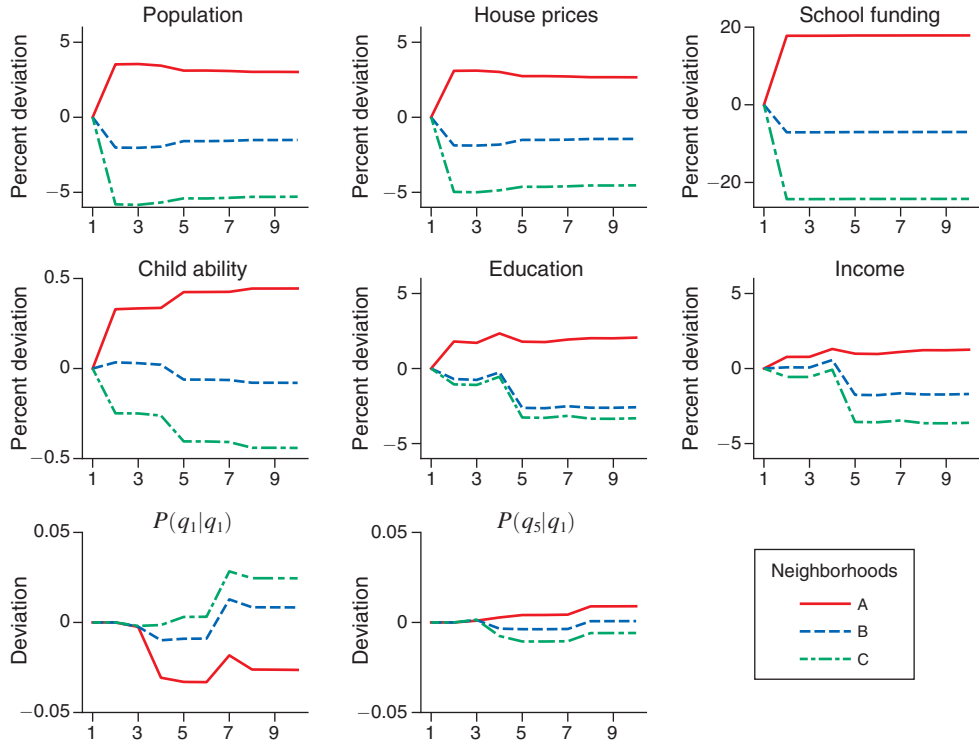 Population
Percent deviation
5
0
−5
1 3 5 7 9
House prices
Percent deviation
5
0
−5
1 3 5 7 9
School funding
Percent deviation
20
0
−20
1 3 5 7 9
Child ability
Percent deviation
0.5
0
−0.5
1 3 5 7 9
Education
Percent deviation
5
0
−5
1 3 5 7 9
Income
Percent deviation
5
0
−5
1 3 5 7 9
P(q₁|q₁)
Deviation
0.05
0
−0.05
1 3 5 7 9
P(q₅|q₁)
Deviation
0.05
0
−0.05
1 3 5 7 9
Neighborhoods
A
B
C